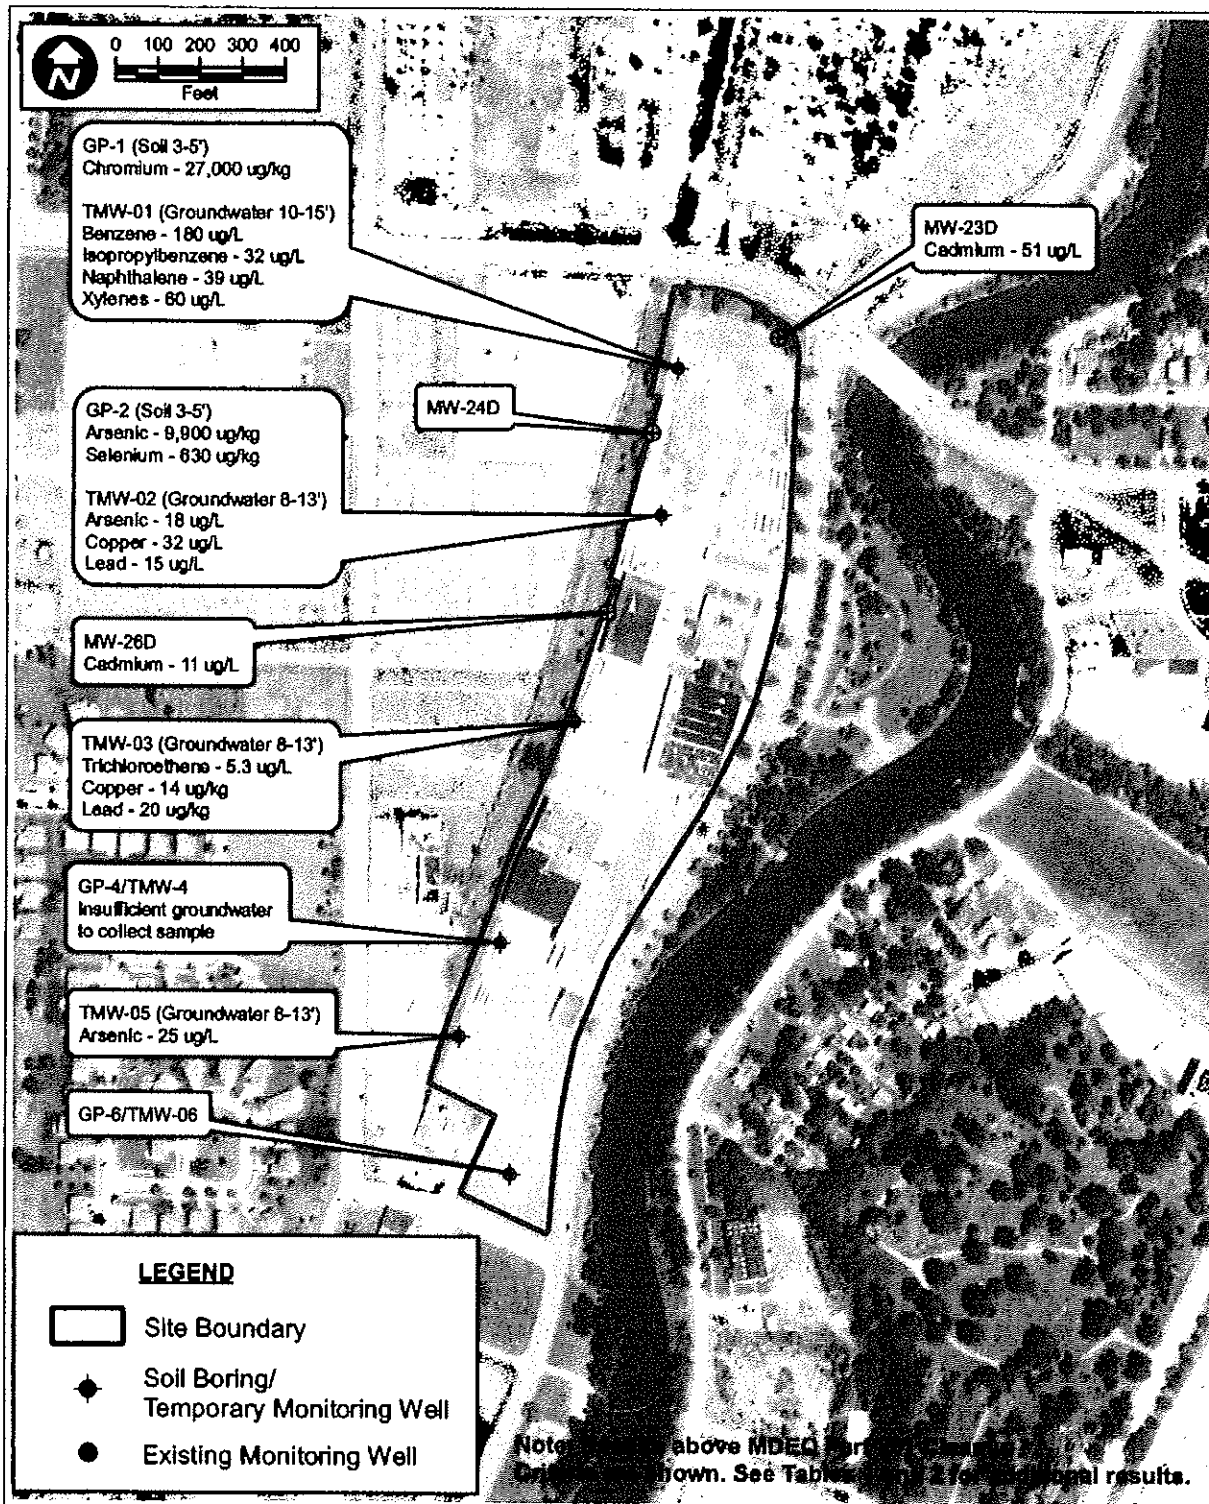 N
0 100 200 300 400
Feet
GP-1 (Soil 3-5')
Chromium - 27,000 ug/kg
TMW-01 (Groundwater 10-15')
Benzene - 180 ug/L
Isopropylbenzene - 32 ug/L
Naphthalene - 39 ug/L
Xylenes - 60 ug/L
MW-23D
Cadmium - 51 ug/L
GP-2 (Soil 3-5')
Arsenic - 9,900 ug/kg
Selenium - 630 ug/kg
TMW-02 (Groundwater 8-13')
Arsenic - 18 ug/L
Copper - 32 ug/L
Lead - 15 ug/L
MW-24D
MW-26D
Cadmium - 11 ug/L
TMW-03 (Groundwater 8-13')
Trichloroethene - 5.3 ug/L
Copper - 14 ug/kg
Lead - 20 ug/kg
GP-4/TMW-4
Insufficient groundwater
to collect sample
TMW-05 (Groundwater 8-13')
Arsenic - 25 ug/L
GP-6/TMW-06
LEGEND
Site Boundary
Soil Boring/
Temporary Monitoring Well
Existing Monitoring Well
Note: above MDEQ
shown. See Tables 2 for additional results.